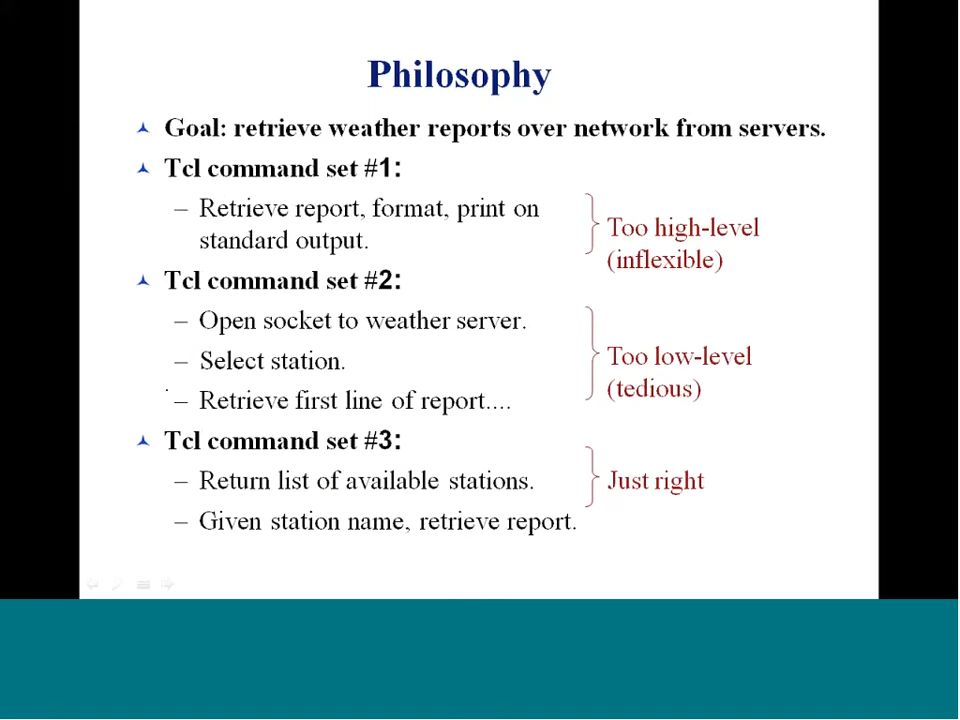 Philosophy
Goal: retrieve weather reports over network from servers.
Tcl command set #1:
– Retrieve report, format, print on
standard output.
Too high-level
(inflexible)
Tcl command set #2:
– Open socket to weather server.
– Select station.
– Retrieve first line of report....
Too low-level
(tedious)
Tcl command set #3:
– Return list of available stations.
– Given station name, retrieve report.
Just right